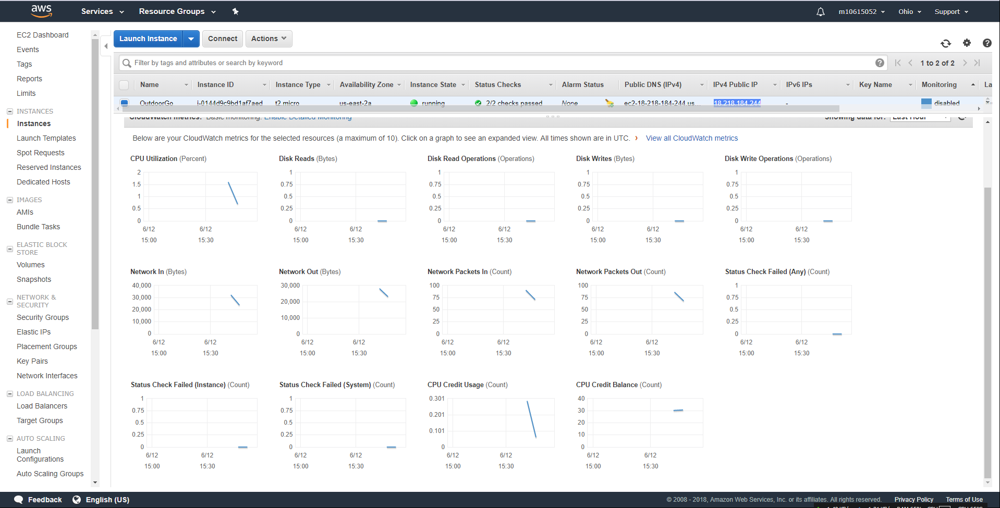 aws Services Resource Groups m10615052 Ohio Support
EC2 Dashboard
Events
Tags
Reports
Limits
INSTANCES
Instances
Launch Templates
Spot Requests
Reserved Instances
Dedicated Hosts
IMAGES
AMIs
Bundle Tasks
ELASTIC BLOCK
STORE
Volumes
Snapshots
NETWORK &
SECURITY
Security Groups
Elastic IPs
Placement Groups
Key Pairs
Network Interfaces
LOAD BALANCING
Load Balancers
Target Groups
AUTO SCALING
Launch
Configurations
Auto Scaling Groups
Launch Instance Connect Actions
Filter by tags and attributes or search by keyword 1 to 2 of 2
Name Instance ID Instance Type Availability Zone Instance State Status Checks Alarm Status Public DNS (IPv4) IPv4 Public IP IPv6 IPs Key Name Monitoring La
OutdoorGo i-0144d9c9bd1af7aed t2.micro us-east-2a running 2/2 checks passed None ec2-18-218-184-244.us... 18.218.184.244 - disabled
CloudWatch metrics: Basic monitoring. Enable Detailed Monitoring Showing data for: Last Hour
Below are your CloudWatch metrics for the selected resources (a maximum of 10). Click on a graph to see an expanded view. All times shown are in UTC. › View all CloudWatch metrics
CPU Utilization (Percent)
2
1.5
1
0.5
0
6/12 6/12
15:00 15:30
Disk Reads (Bytes)
1
0.75
0.5
0.25
0
6/12 6/12
15:00 15:30
Disk Read Operations (Operations)
1
0.75
0.5
0.25
0
6/12 6/12
15:00 15:30
Disk Writes (Bytes)
1
0.75
0.5
0.25
0
6/12 6/12
15:00 15:30
Disk Write Operations (Operations)
1
0.75
0.5
0.25
0
6/12 6/12
15:00 15:30
Network In (Bytes)
40,000
30,000
20,000
10,000
0
6/12 6/12
15:00 15:30
Network Out (Bytes)
30,000
20,000
10,000
0
6/12 6/12
15:00 15:30
Network Packets In (Count)
100
75
50
25
0
6/12 6/12
15:00 15:30
Network Packets Out (Count)
100
75
50
25
0
6/12 6/12
15:00 15:30
Status Check Failed (Any) (Count)
1
0.75
0.5
0.25
0
6/12 6/12
15:00 15:30
Status Check Failed (Instance) (Count)
1
0.75
0.5
0.25
0
6/12 6/12
15:00 15:30
Status Check Failed (System) (Count)
1
0.75
0.5
0.25
0
6/12 6/12
15:00 15:30
CPU Credit Usage (Count)
0.301
0.201
0.101
0
6/12 6/12
15:00 15:30
CPU Credit Balance (Count)
40
30
20
10
0
6/12 6/12
15:00 15:30
Feedback English (US) © 2008 - 2018, Amazon Web Services, Inc. or its affiliates. All rights reserved. Privacy Policy Terms of Use